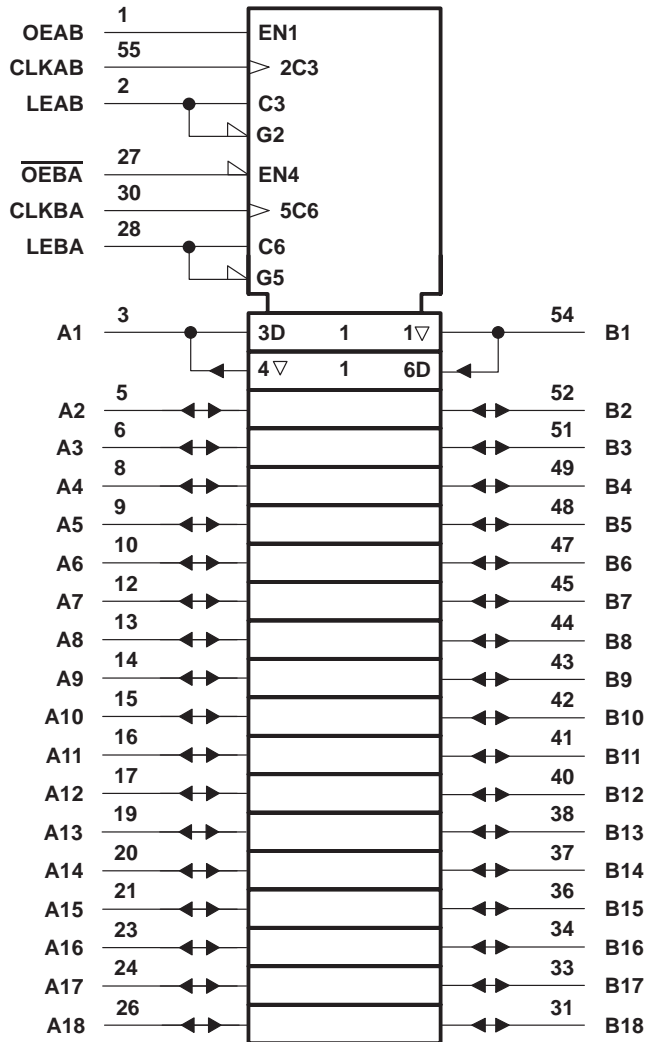 OEAB 1 EN1
CLKAB 55 2C3
LEAB 2 C3
G2
OEBA 27 EN4
CLKBA 30 5C6
LEBA 28 C6
G5
A1 3 3D 1 1▽ 54 B1
4▽ 1 6D
A2 5 52 B2
A3 6 51 B3
A4 8 49 B4
A5 9 48 B5
A6 10 47 B6
A7 12 45 B7
A8 13 44 B8
A9 14 43 B9
A10 15 42 B10
A11 16 41 B11
A12 17 40 B12
A13 19 38 B13
A14 20 37 B14
A15 21 36 B15
A16 23 34 B16
A17 24 33 B17
A18 26 31 B18